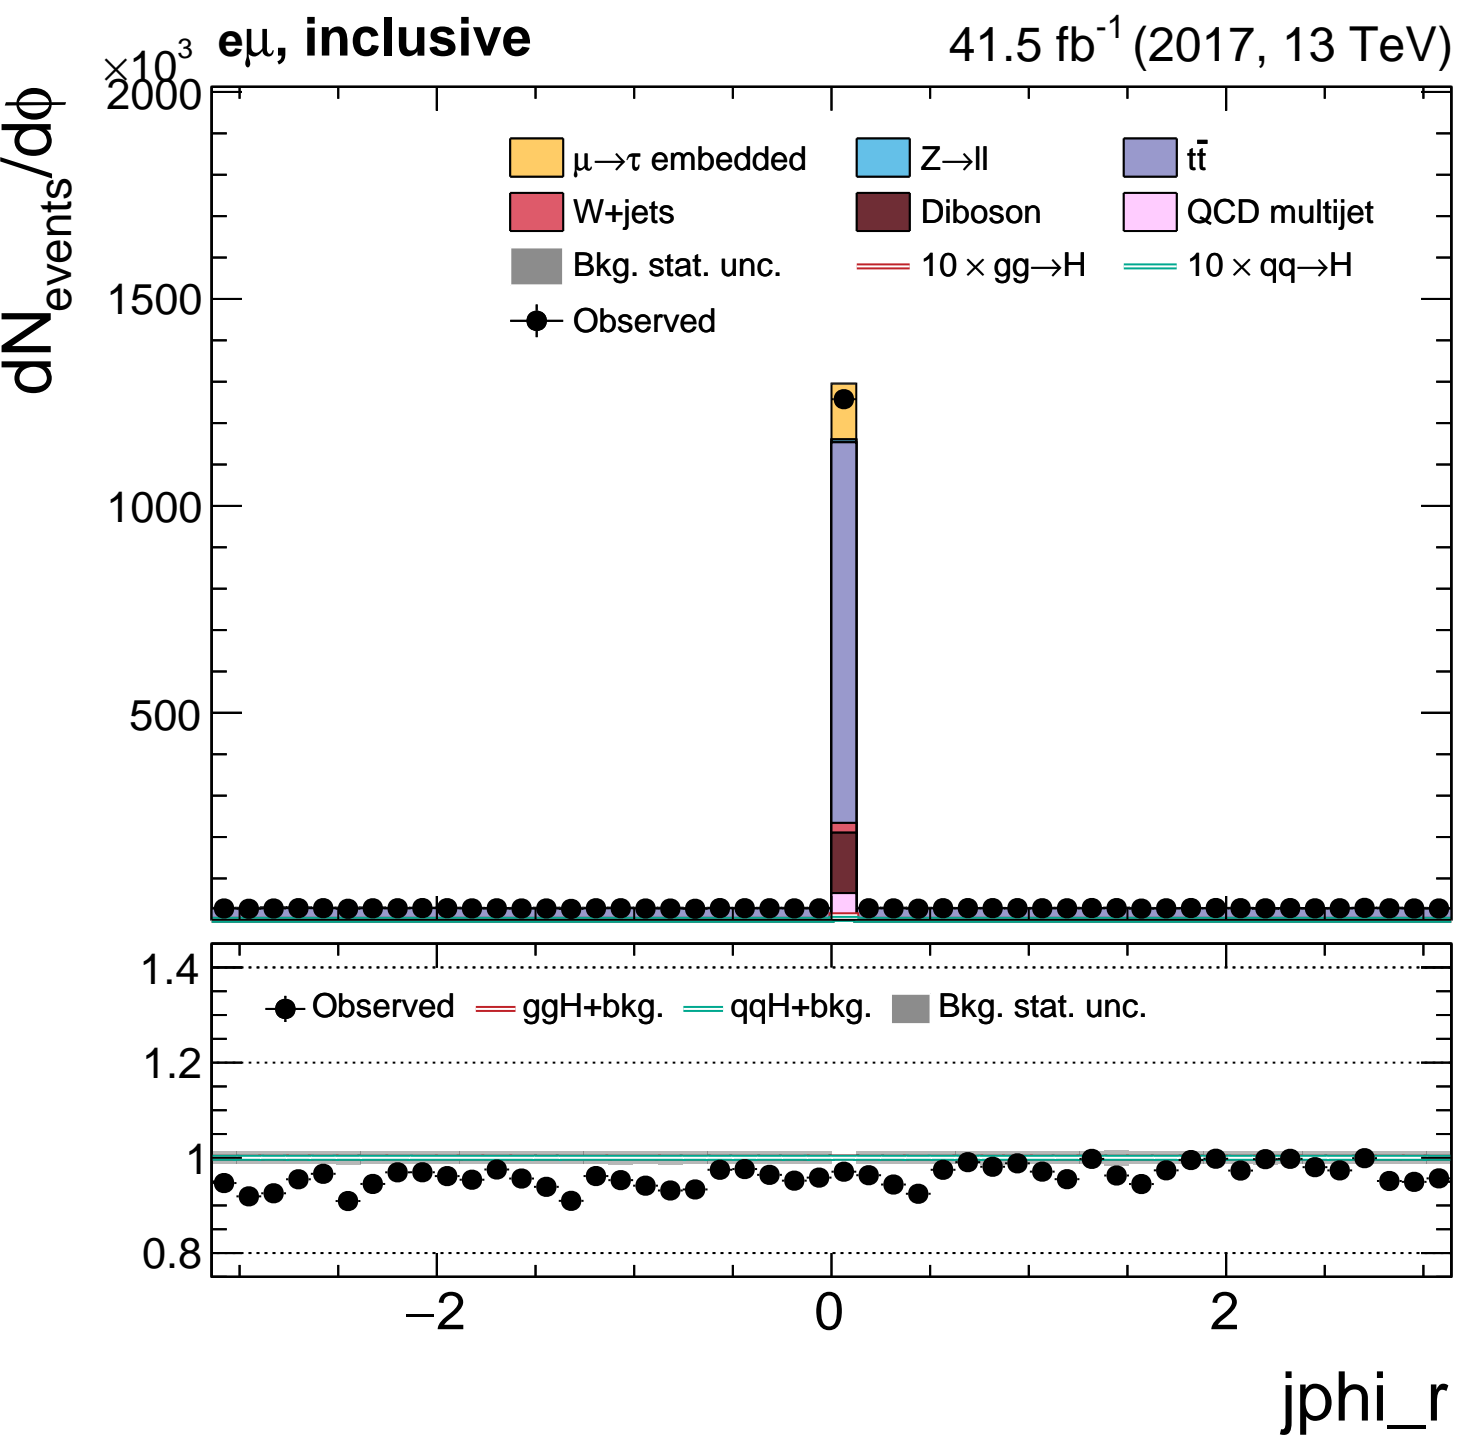 ×10³ eμ, inclusive 41.5 fb⁻¹ (2017, 13 TeV)
dN_events/dϕ
2000
1500
1000
500
μ→τ embedded Z→ll tt̄
W+jets Diboson QCD multijet
Bkg. stat. unc. 10 × gg→H 10 × qq→H
Observed
1.4
1.2
1
0.8
Observed ggH+bkg. qqH+bkg. Bkg. stat. unc.
−2 0 2
jphi_r